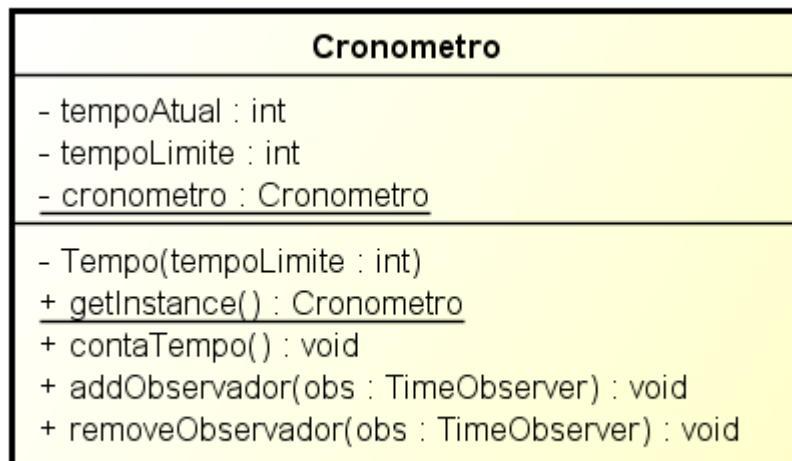 Cronometro
- tempoAtual : int
- tempoLimite : int
- cronometro : Cronometro
- Tempo(tempoLimite : int)
+ getInstance() : Cronometro
+ contaTempo() : void
+ addObservador(obs : TimeObserver) : void
+ removeObservador(obs : TimeObserver) : void